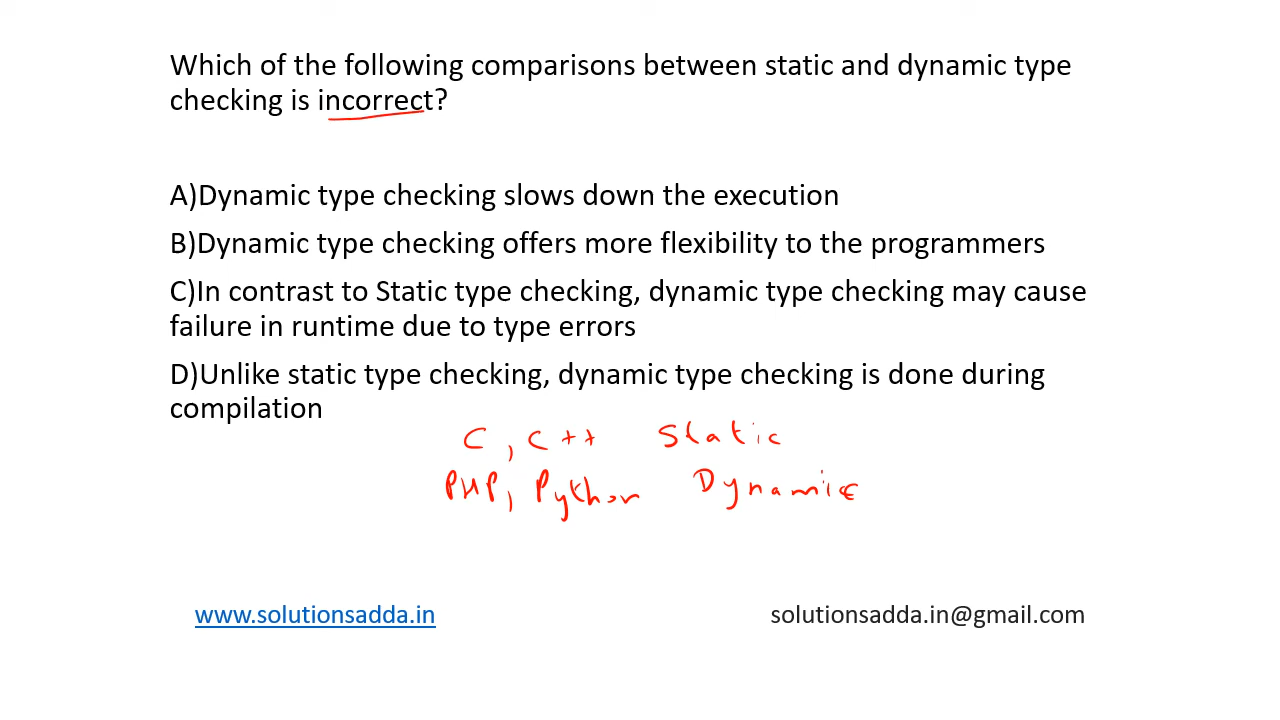 Which of the following comparisons between static and dynamic type
checking is incorrect?
A)Dynamic type checking slows down the execution
B)Dynamic type checking offers more flexibility to the programmers
C)In contrast to Static type checking, dynamic type checking may cause
failure in runtime due to type errors
D)Unlike static type checking, dynamic type checking is done during
compilation
C, C++ Static
PHP, Python Dynamic
www.solutionsadda.in solutionsadda.in@gmail.com